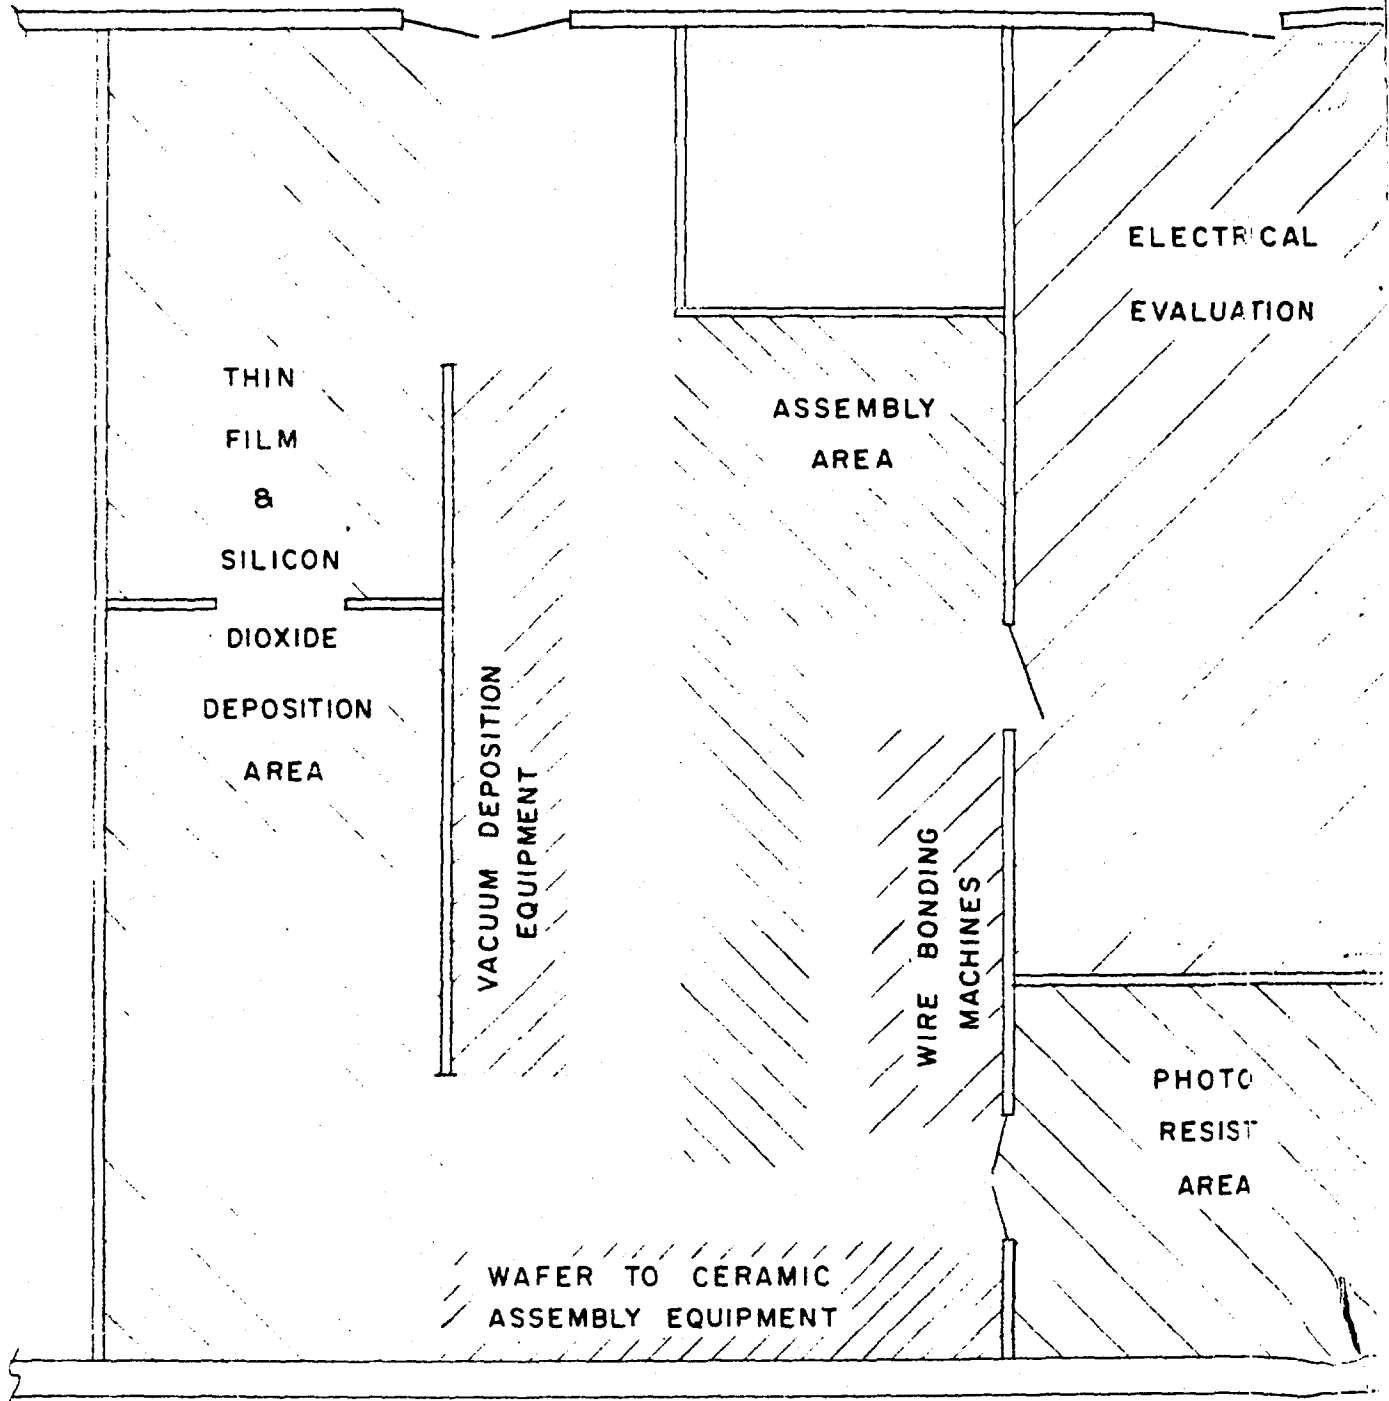 ELECTRICAL
EVALUATION
THIN
FILM
&
SILICON
DIOXIDE
DEPOSITION
AREA
ASSEMBLY
AREA
VACUUM DEPOSITION
EQUIPMENT
WIRE BONDING
MACHINES
PHOTO
RESIST
AREA
WAFER TO CERAMIC
ASSEMBLY EQUIPMENT